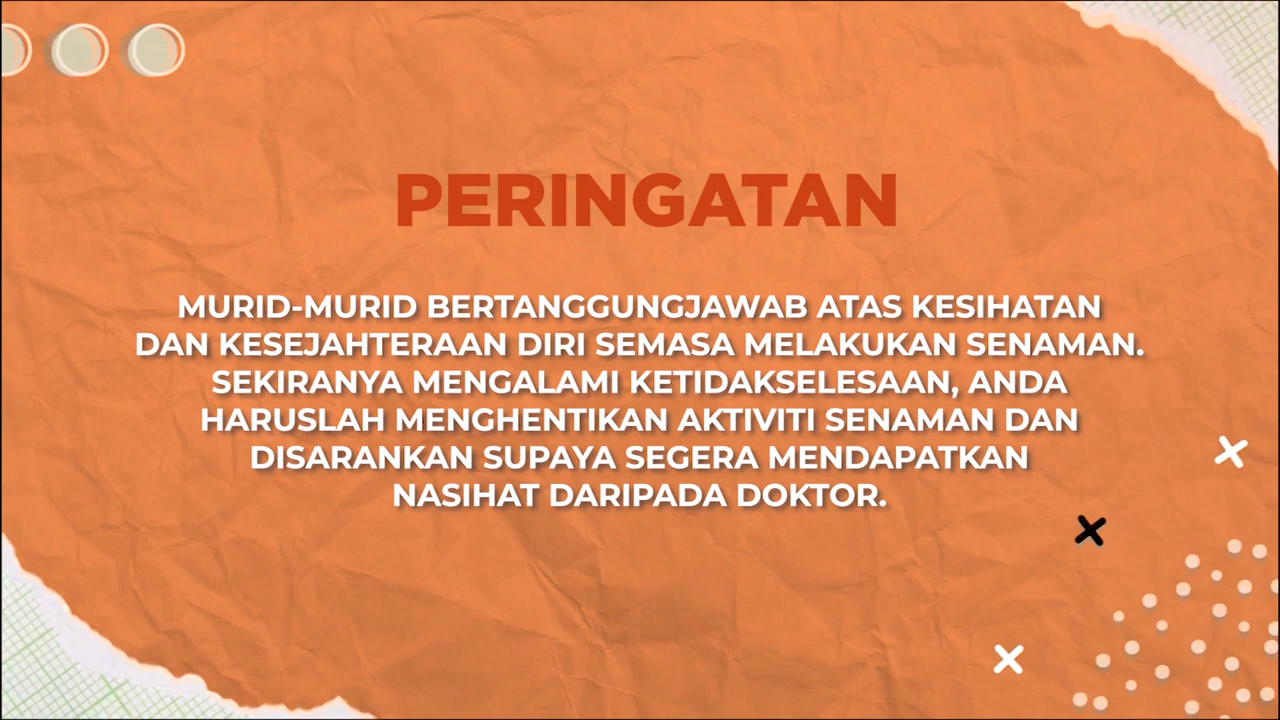 PERINGATAN
MURID-MURID BERTANGGUNGJAWAB ATAS KESIHATAN
DAN KESEJAHTERAAN DIRI SEMASA MELAKUKAN SENAMAN.
SEKIRANYA MENGALAMI KETIDAKSELESAAN, ANDA
HARUSLAH MENGHENTIKAN AKTIVITI SENAMAN DAN
DISARANKAN SUPAYA SEGERA MENDAPATKAN
NASIHAT DARIPADA DOKTOR.